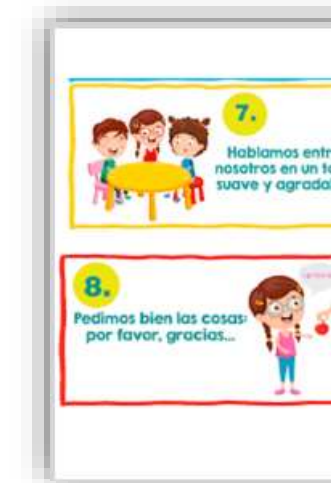 7.
Hablamos entr
nosotros en un to
suave y agrada
8.
Pedimos bien las cosas:
por favor, gracias...